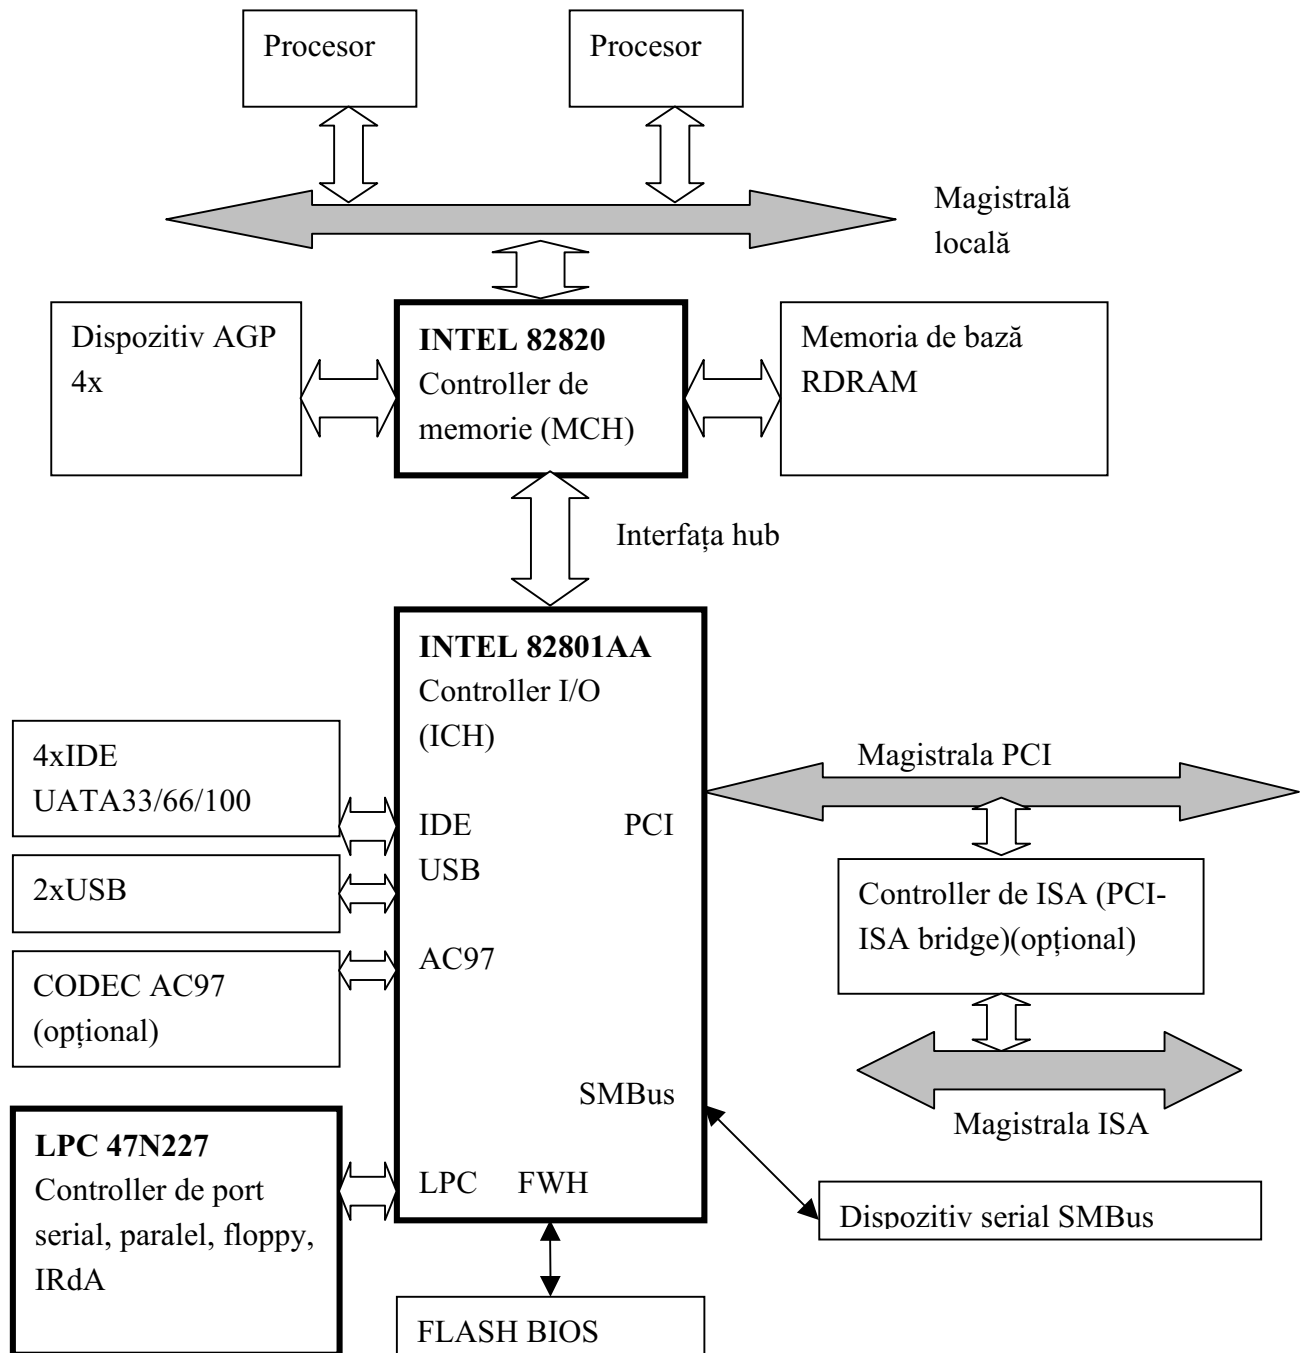 Procesor
Procesor
Magistrală
locală
Dispozitiv AGP
4x
INTEL 82820
Controller de
memorie (MCH)
Memoria de bază
RDRAM
Interfața hub
INTEL 82801AA
Controller I/O
(ICH)
4xIDE
UATA33/66/100
IDE
PCI
USB
2xUSB
AC97
CODEC AC97
(opțional)
Magistrala PCI
Controller de ISA (PCI-
ISA bridge)(opțional)
Magistrala ISA
SMBus
LPC 47N227
Controller de port
serial, paralel, floppy,
IRdA
LPC FWH
Dispozitiv serial SMBus
FLASH BIOS